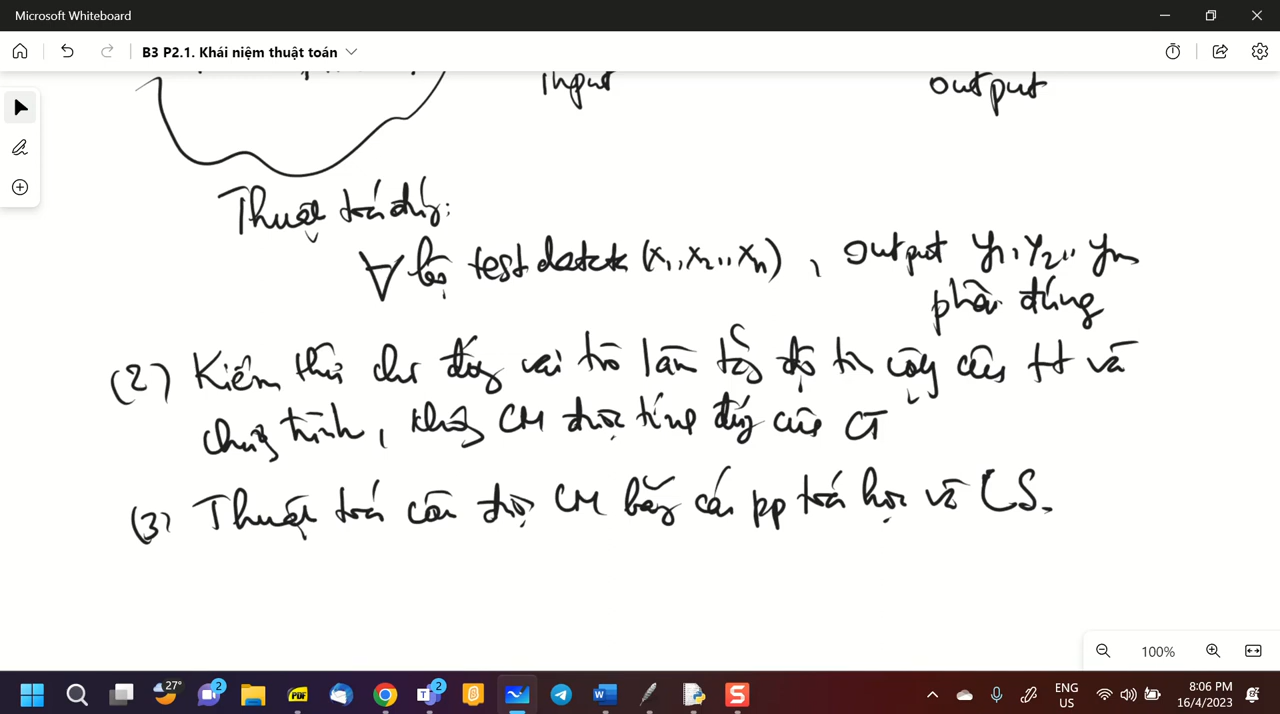 Microsoft Whiteboard
B3 P2.1. Khái niệm thuật toán
input
output
Thuật toán đúng:
∀ bộ test data (x₁, x₂.. xₙ), output y₁, y₂.. yₘ
phải đúng
(2) Kiểm thử chỉ đóng vai trò làm tăng độ tin cậy của tt và
chương trình, không CM được tính đúng của CT
(3) Thuật toán cần được CM bằng các pp toán học và CS.
100%
27°
2
2
ENG
US
8:06 PM
16/4/2023